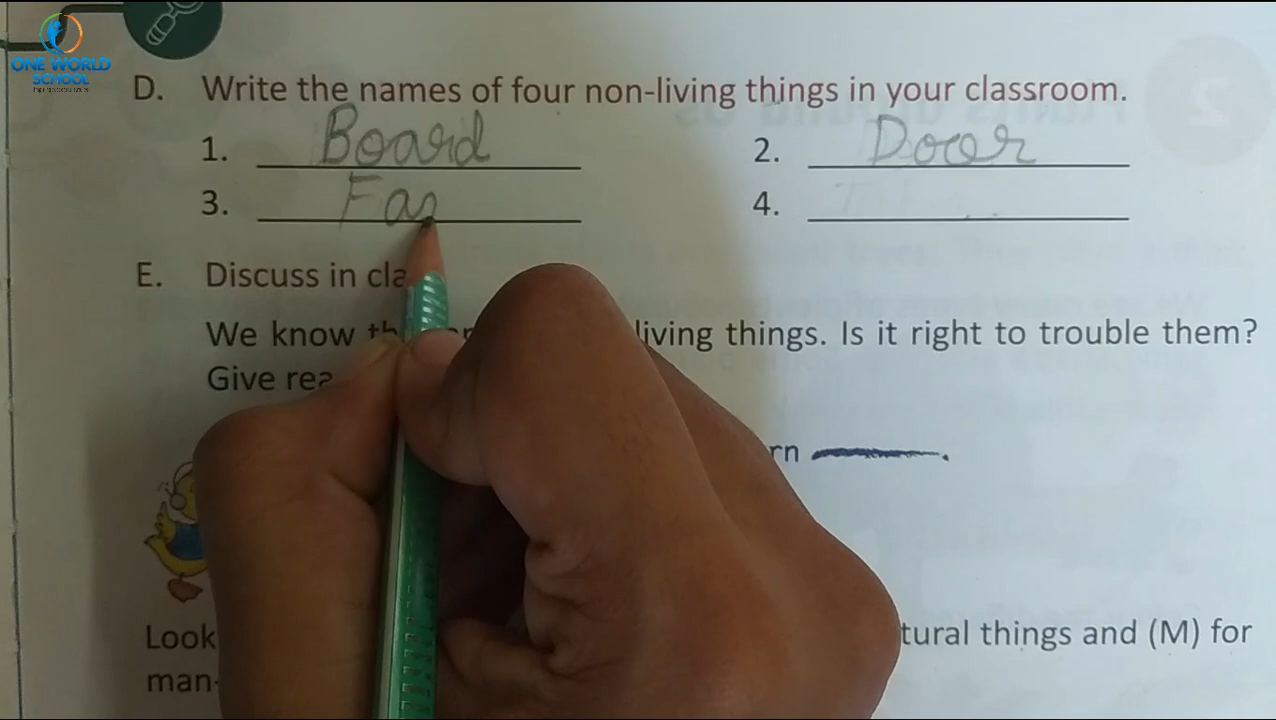 ONE WORLD
SCHOOL
D. Write the names of four non-living things in your classroom.
1. Board 2. Door
3. Fan 4.
E. Discuss in cla
We know th living things. Is it right to trouble them?
Give rea
rn .
Look tural things and (M) for
man-